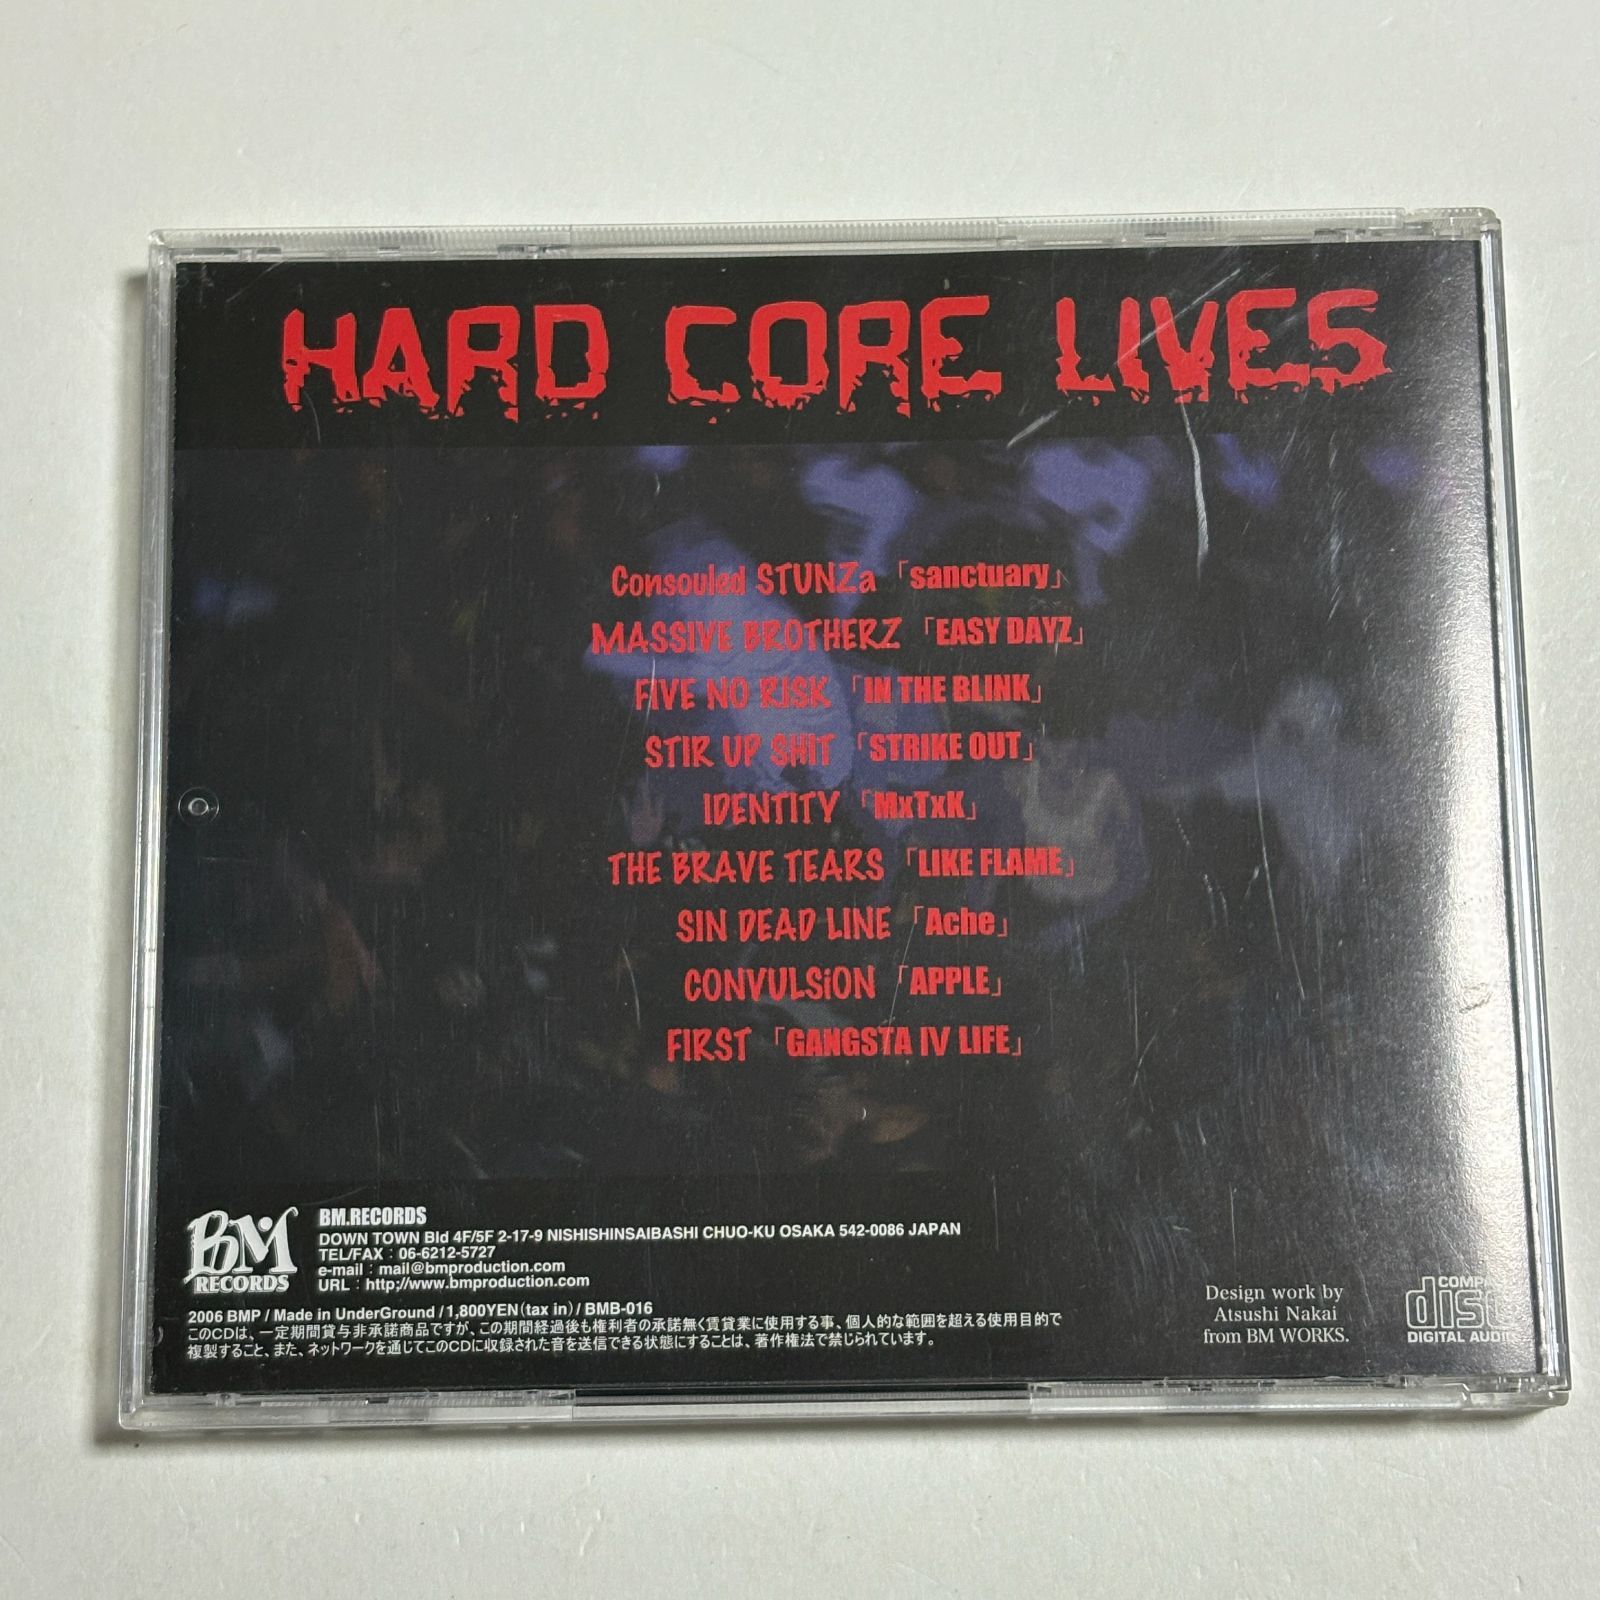 HARD CORE LIVES
Consouled STUNZa「sanctuary」
MASSIVE BROTHERZ「EASY DAYZ」
FIVE NO RISK「IN THE BLINK」
STIR UP SHIT「STRIKE OUT」
IDENTITY「MxTxK」
THE BRAVE TEARS「LIKE FLAME」
SIN DEAD LINE「Ache」
CONVULSiON「APPLE」
FIRST「GANGSTA IV LIFE」
BM RECORDS
BM.RECORDS
DOWN TOWN Bld 4F/5F 2-17-9 NISHISHINSAIBASHI CHUO-KU OSAKA 542-0086 JAPAN
TEL/FAX：06-6212-5727
e-mail：mail@bmproduction.com
URL：http://www.bmproduction.com
2006 BMP / Made in UnderGround / 1,800YEN(tax in) / BMB-016
このCDは、一定期間貸与非承諾商品ですが、この期間経過後も権利者の承諾無く賃貸業に使用する事、個人的な範囲を超える使用目的で
複製すること、また、ネットワークを通じてこのCDに収録された音を送信できる状態にすることは、著作権法で禁じられています。
Design work by
Atsushi Nakai
from BM WORKS.
COMPA
disc
DIGITAL AUDIO